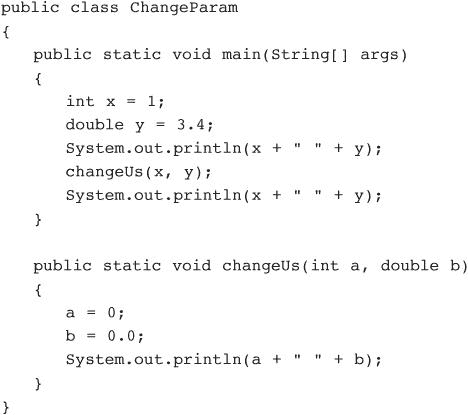 public class ChangeParam
{
public static void main(String[] args)
{
int x = 1;
double y = 3.4;
System.out.println(x + " " + y);
changeUs(x, y);
System.out.println(x + " " + y);
}
public static void changeUs(int a, double b)
{
a = 0;
b = 0.0;
System.out.println(a + " " + b);
}
}